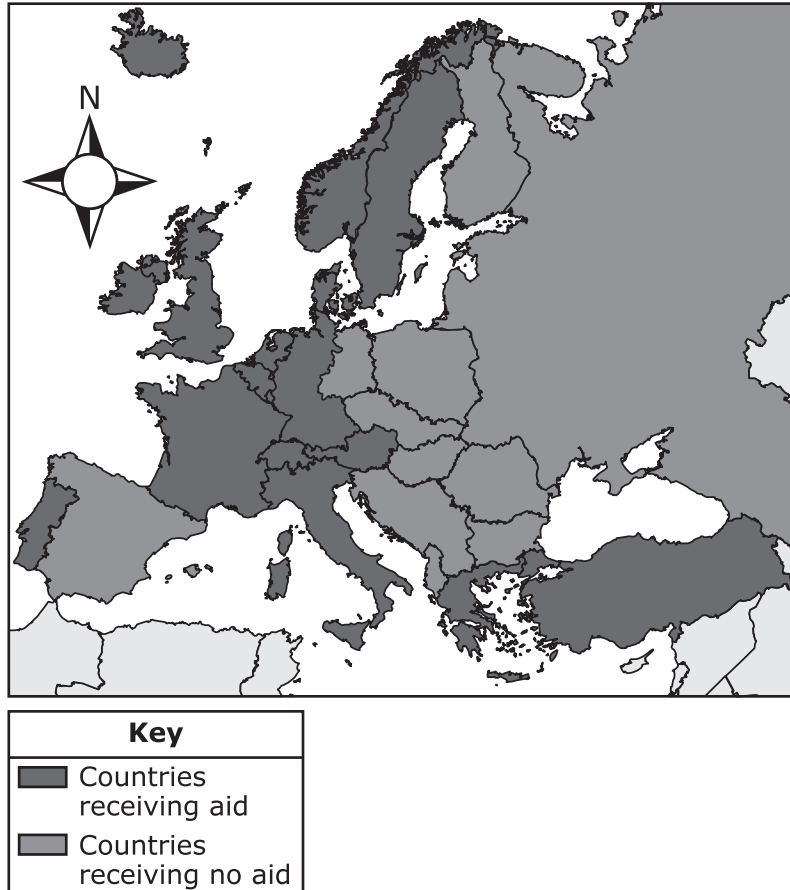 N
Key
Countries
receiving aid
Countries
receiving no aid